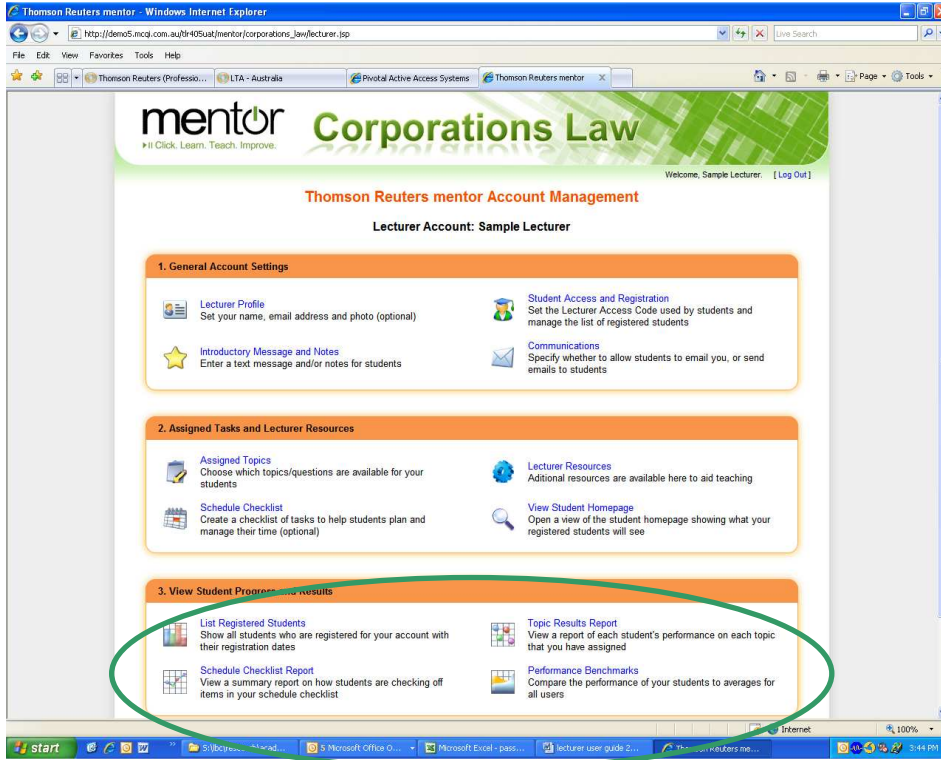 Thomson Reuters mentor - Windows Internet Explorer
http://demo5.mcqi.com.au/tlr405uat/mentor/corporations_law/lecturer.jsp
Live Search
File Edit View Favorites Tools Help
Thomson Reuters (Professio... LTA - Australia Pivotal Active Access Systems Thomson Reuters mentor Page Tools
mentor
Click. Learn. Teach. Improve.
Corporations Law
Welcome, Sample Lecturer. [ Log Out ]
Thomson Reuters mentor Account Management
Lecturer Account: Sample Lecturer
1. General Account Settings
Lecturer Profile
Set your name, email address and photo (optional)
Student Access and Registration
Set the Lecturer Access Code used by students and
manage the list of registered students
Introductory Message and Notes
Enter a text message and/or notes for students
Communications
Specify whether to allow students to email you, or send
emails to students
2. Assigned Tasks and Lecturer Resources
Assigned Topics
Choose which topics/questions are available for your
students
Lecturer Resources
Aditional resources are available here to aid teaching
Schedule Checklist
Create a checklist of tasks to help students plan and
manage their time (optional)
View Student Homepage
Open a view of the student homepage showing what your
registered students will see
3. View Student Progress and Results
List Registered Students
Show all students who are registered for your account with
their registration dates
Topic Results Report
View a report of each student's performance on each topic
that you have assigned
Schedule Checklist Report
View a summary report on how students are checking off
items in your schedule checklist
Performance Benchmarks
Compare the performance of your students to averages for
all users
Internet 100%
start 5 Microsoft Office O... Microsoft Excel - pass... lecturer user guide 2... Thomson Reuters me... 3:44 PM